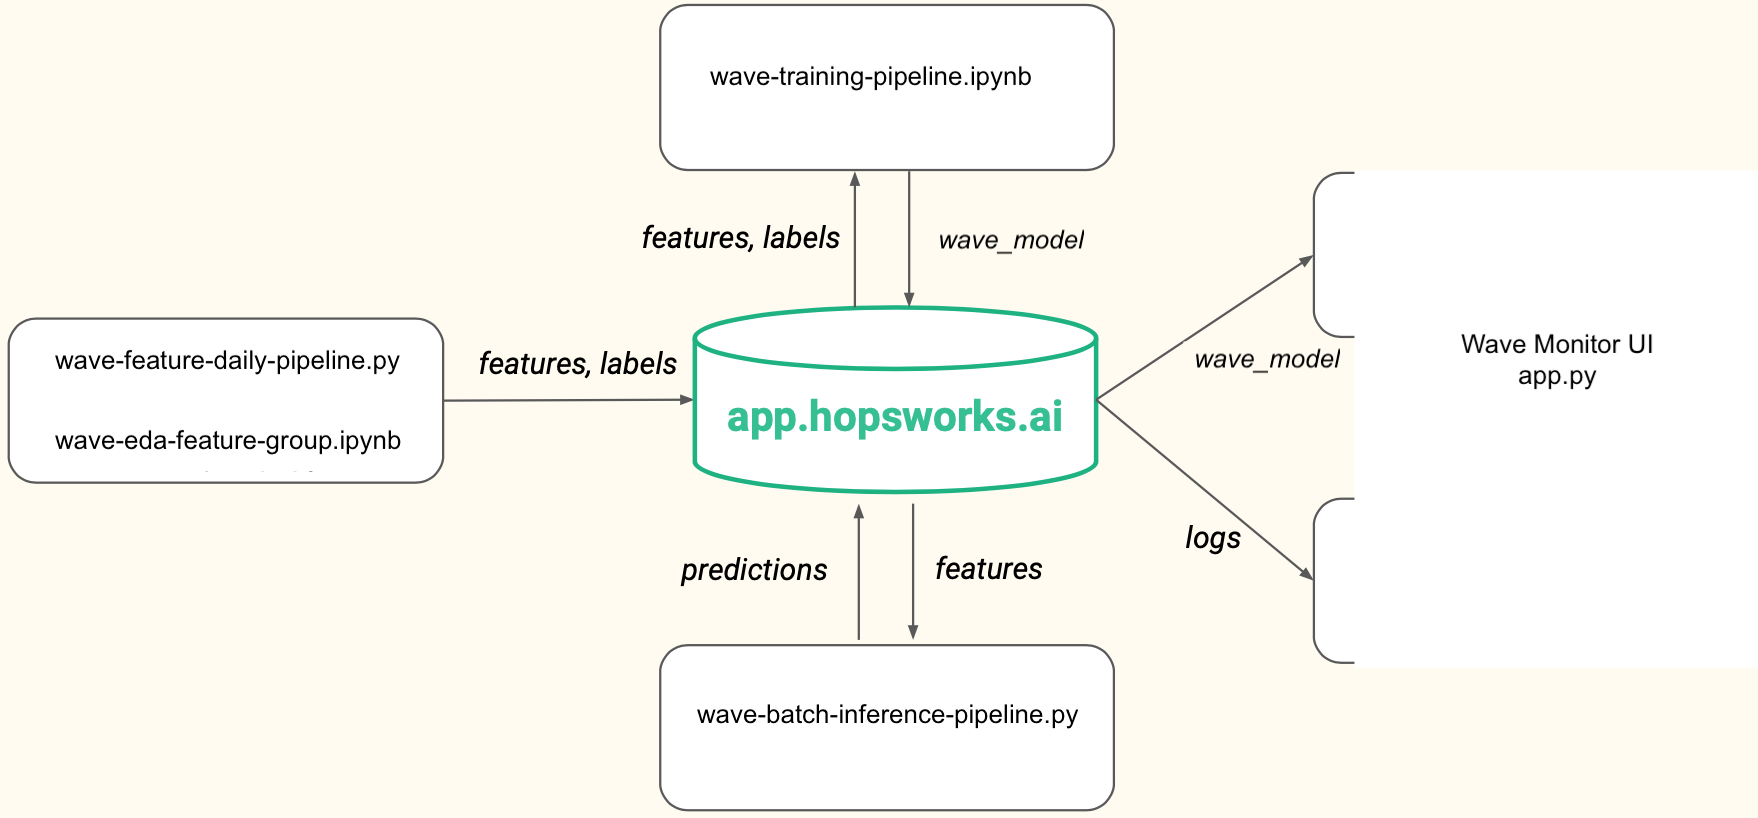 wave-training-pipeline.ipynb
features, labels
wave_model
wave-feature-daily-pipeline.py
wave-eda-feature-group.ipynb
features, labels
app.hopsworks.ai
wave_model
Wave Monitor UI
app.py
logs
predictions
features
wave-batch-inference-pipeline.py